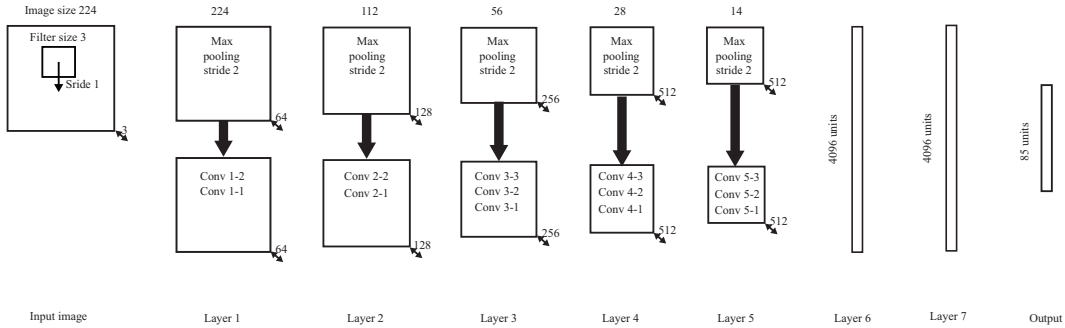 Image size 224
224
112
56
28
14
Filter size 3
Sride 1
3
Max
pooling
stride 2
64
Max
pooling
stride 2
128
Max
pooling
stride 2
256
Max
pooling
stride 2
512
Max
pooling
stride 2
512
Conv 1-2
Conv 1-1
64
Conv 2-2
Conv 2-1
128
Conv 3-3
Conv 3-2
Conv 3-1
256
Conv 4-3
Conv 4-2
Conv 4-1
512
Conv 5-3
Conv 5-2
Conv 5-1
512
4096 units
4096 units
85 units
Input image
Layer 1
Layer 2
Layer 3
Layer 4
Layer 5
Layer 6
Layer 7
Output